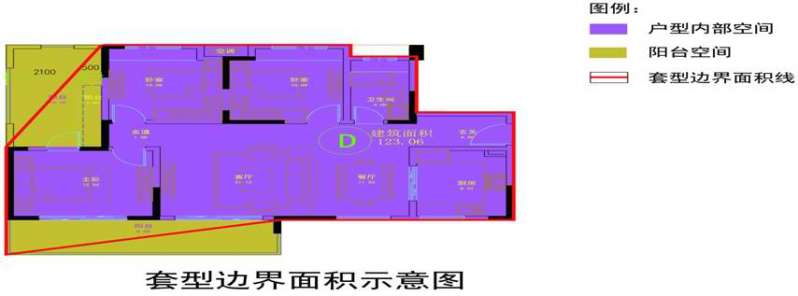 图例：
户型内部空间
阳台空间
套型边界面积线
空调
2100
500
卧室
卧室
卫生间
走道
D
建筑面积
123.06
玄关
主卧
客厅
餐厅
厨房
阳台
套型边界面积示意图